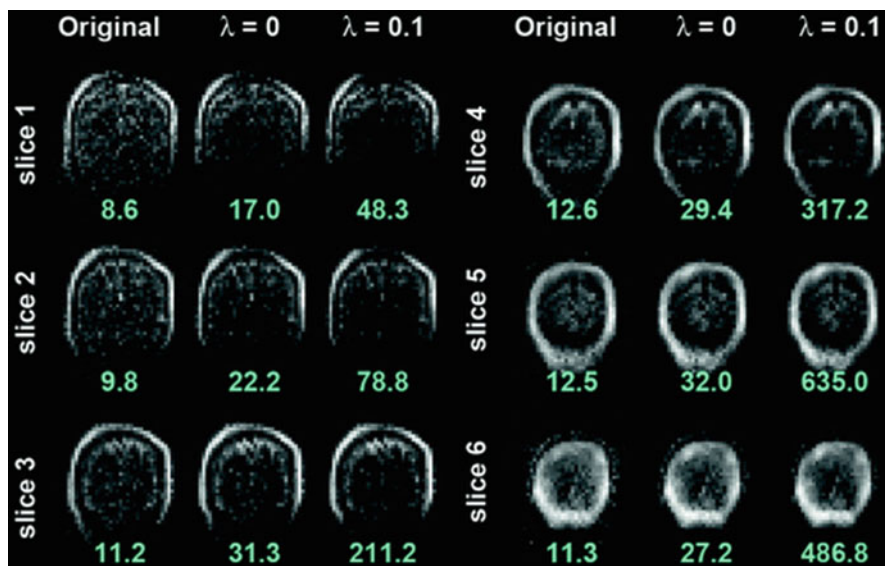 Original λ = 0 λ = 0.1 Original λ = 0 λ = 0.1
slice 1
8.6 17.0 48.3
slice 4
12.6 29.4 317.2
slice 2
9.8 22.2 78.8
slice 5
12.5 32.0 635.0
slice 3
11.2 31.3 211.2
slice 6
11.3 27.2 486.8